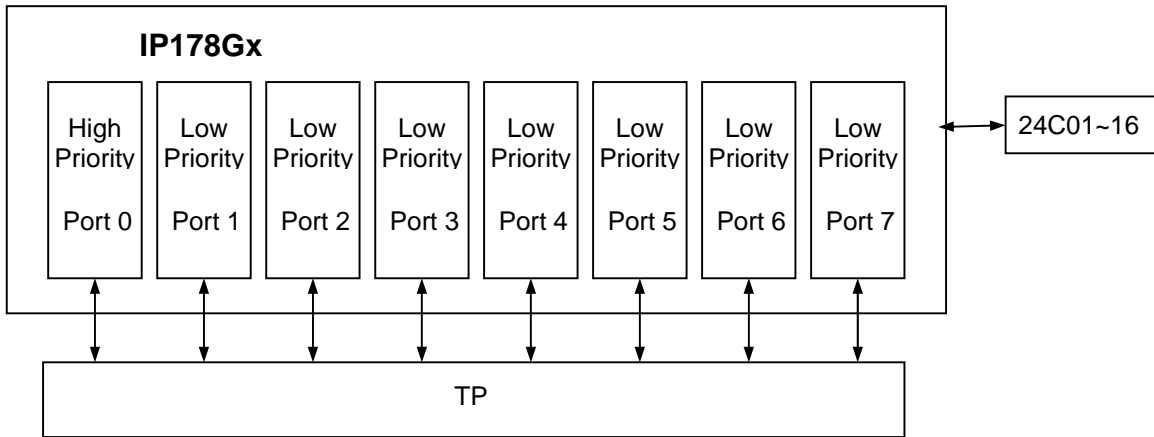 IP178Gx
High Low Low Low Low Low Low Low
Priority Priority Priority Priority Priority Priority Priority Priority
Port 0 Port 1 Port 2 Port 3 Port 4 Port 5 Port 6 Port 7
24C01~16
TP